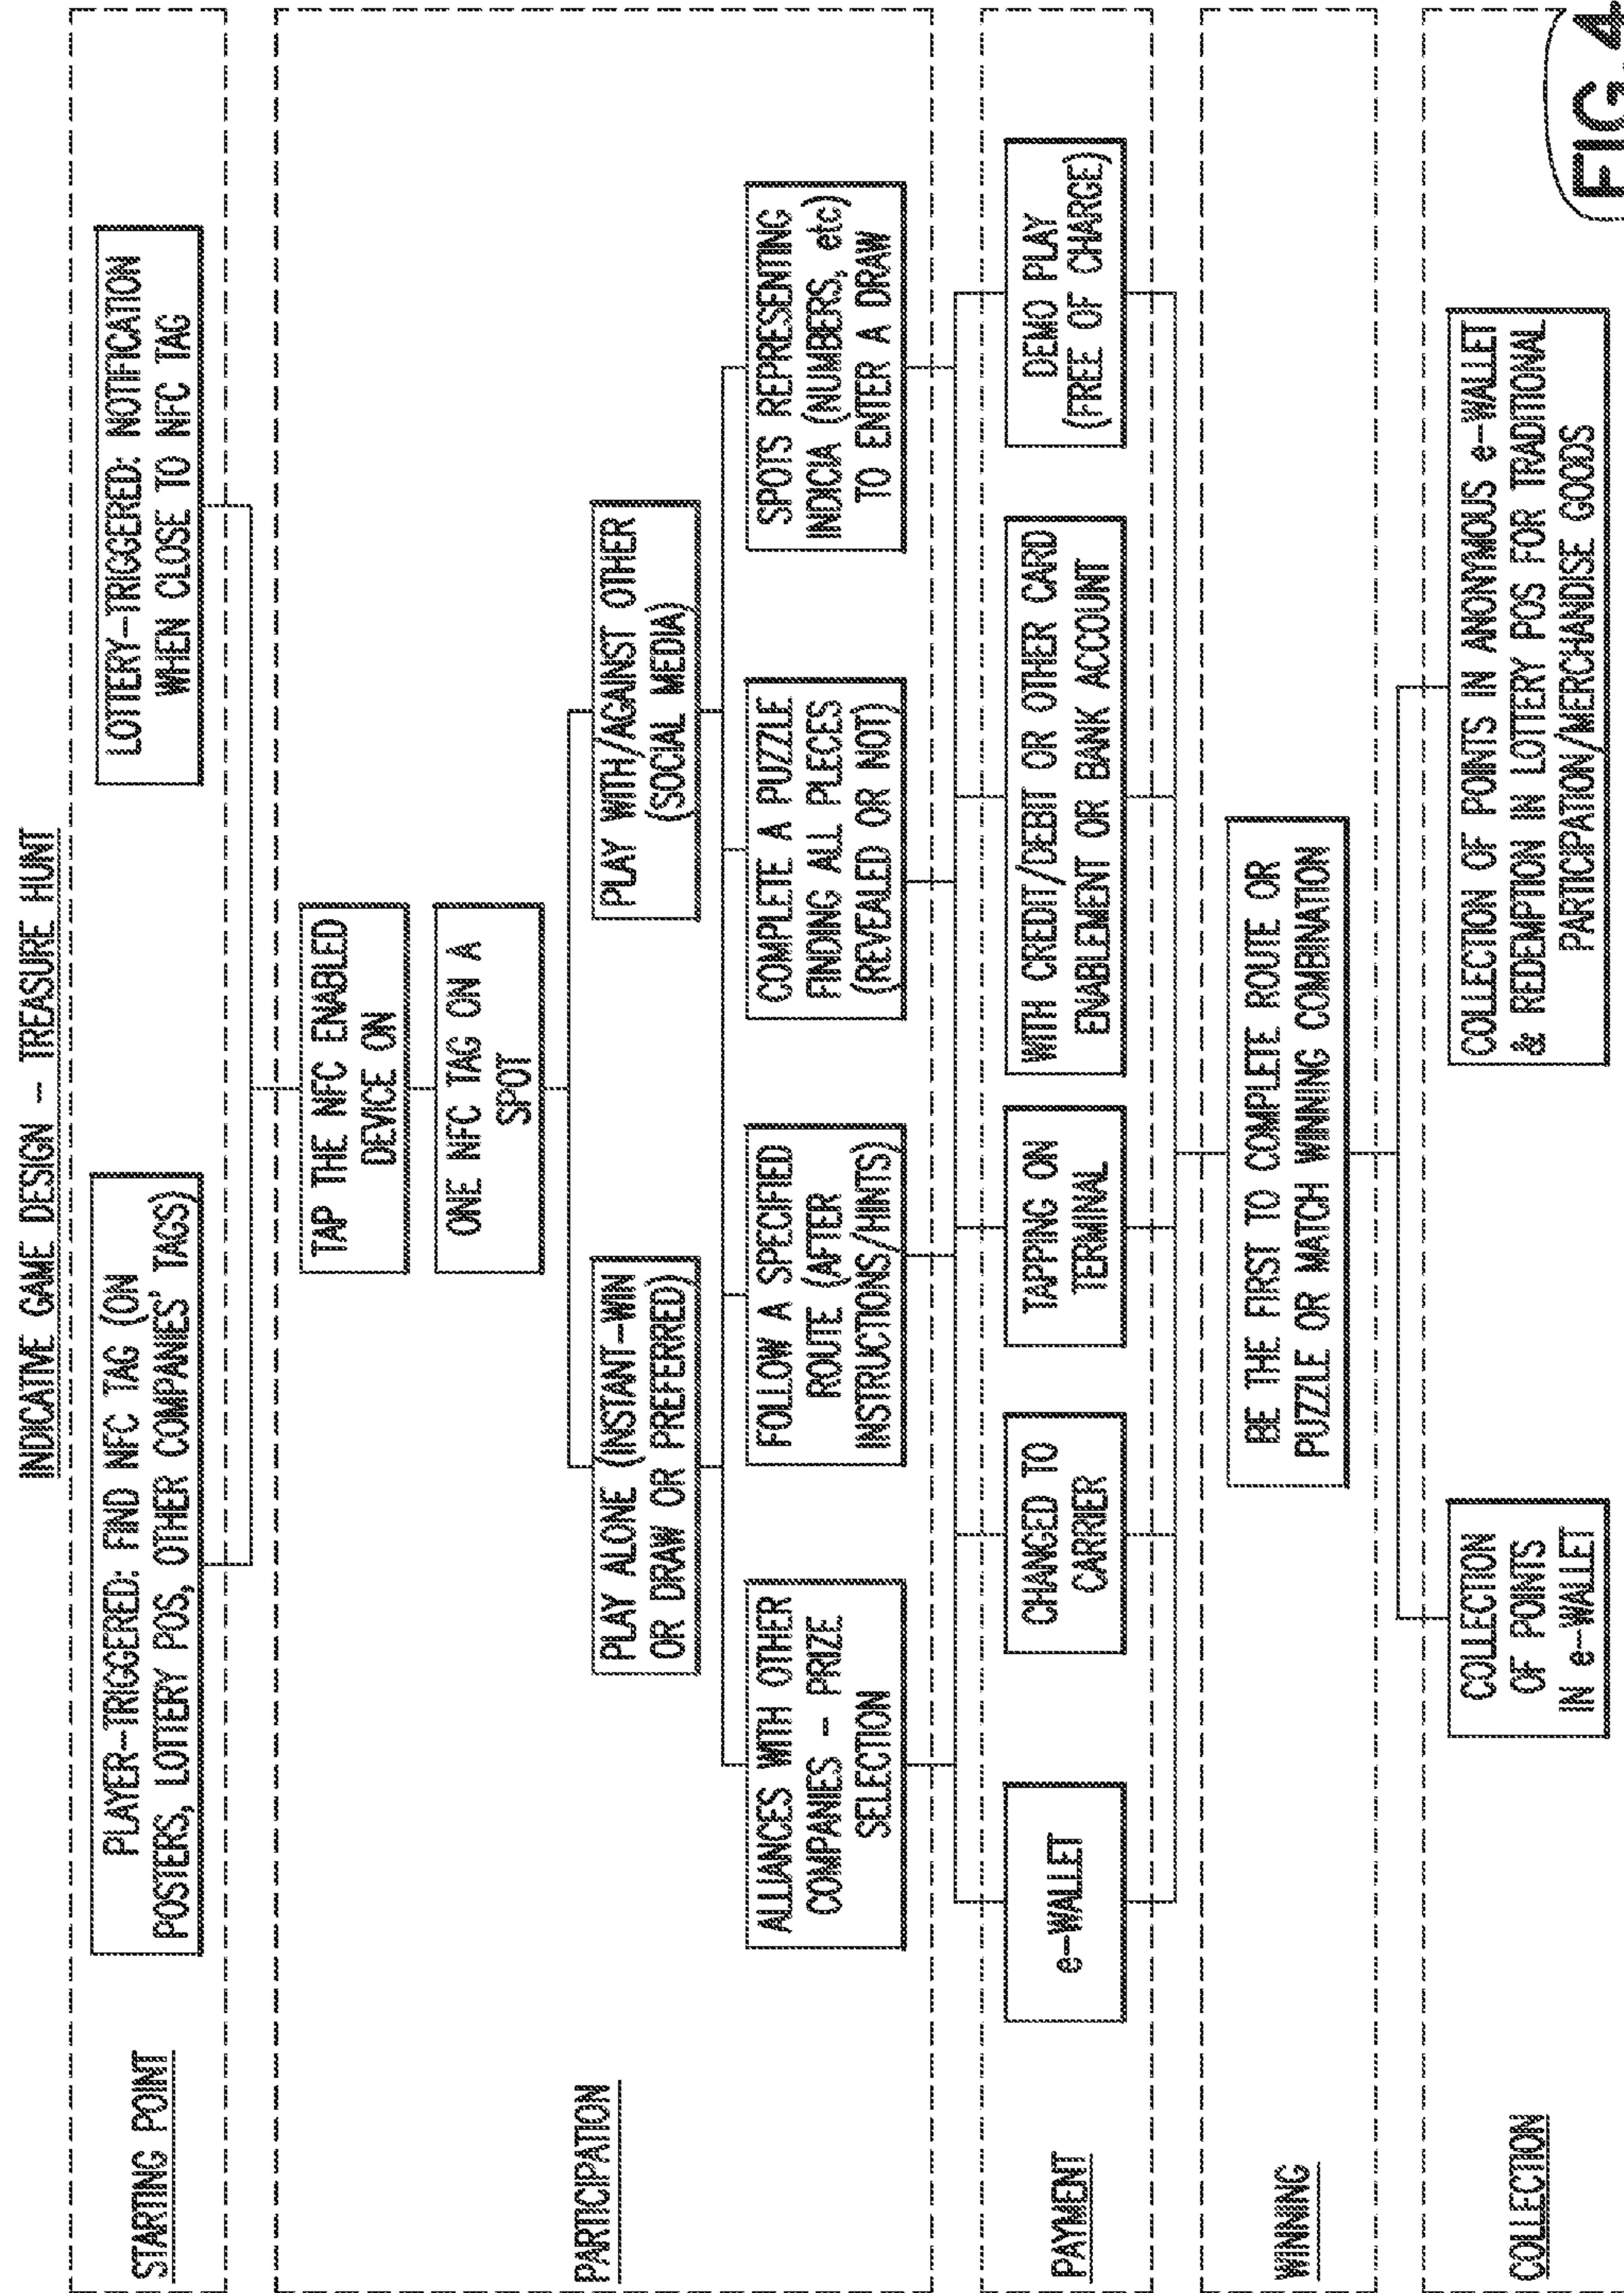 INDICATIVE GAME DESIGN -- TREASURE HUNT
STARTING POINT
PLAYER-TRIGGERED: FIND NFC TAG (ON
POSTERS, LOTTERY POS, OTHER COMPANIES' TAGS)
LOTTERY-TRIGGERED: NOTIFICATION
WHEN CLOSE TO NFC TAG
PARTICIPATION
TAP THE NFC ENABLED
DEVICE ON
ONE NFC TAG ON A
SPOT
PLAY ALONE (INSTANT-WIN
OR DRAW OR PREFERRED)
PLAY WITH/AGAINST OTHER
(SOCIAL MEDIA)
ALLIANCES WITH OTHER
COMPANIES - PRIZE
SELECTION
FOLLOW A SPECIFIED
ROUTE (AFTER
INSTRUCTIONS/HINTS)
COMPLETE A PUZZLE
FINDING ALL PLECES
(REVEALED OR NOT)
SPOTS REPRESENTING
INDICIA (NUMBERS, etc)
TO ENTER A DRAW
PAYMENT
e-WALLET
CHANGED TO
CARRIER
TAPPING ON
TERMINAL
WITH CREDIT/DEBIT OR OTHER CARD
ENABLEMENT OR BANK ACCOUNT
DEMO PLAY
(FREE OF CHARGE)
WINNING
BE THE FIRST TO COMPLETE ROUTE OR
PUZZLE OR MATCH WINNING COMBINATION
COLLECTION
COLLECTION
OF POINTS
IN e-WALLET
COLLECTION OF POINTS IN ANONYMOUS e-WALLET
& REDEMPTION IN LOTTERY POS FOR TRADITIONAL
PARTICIPATION/MERCHANDISE GOODS
FIG.4